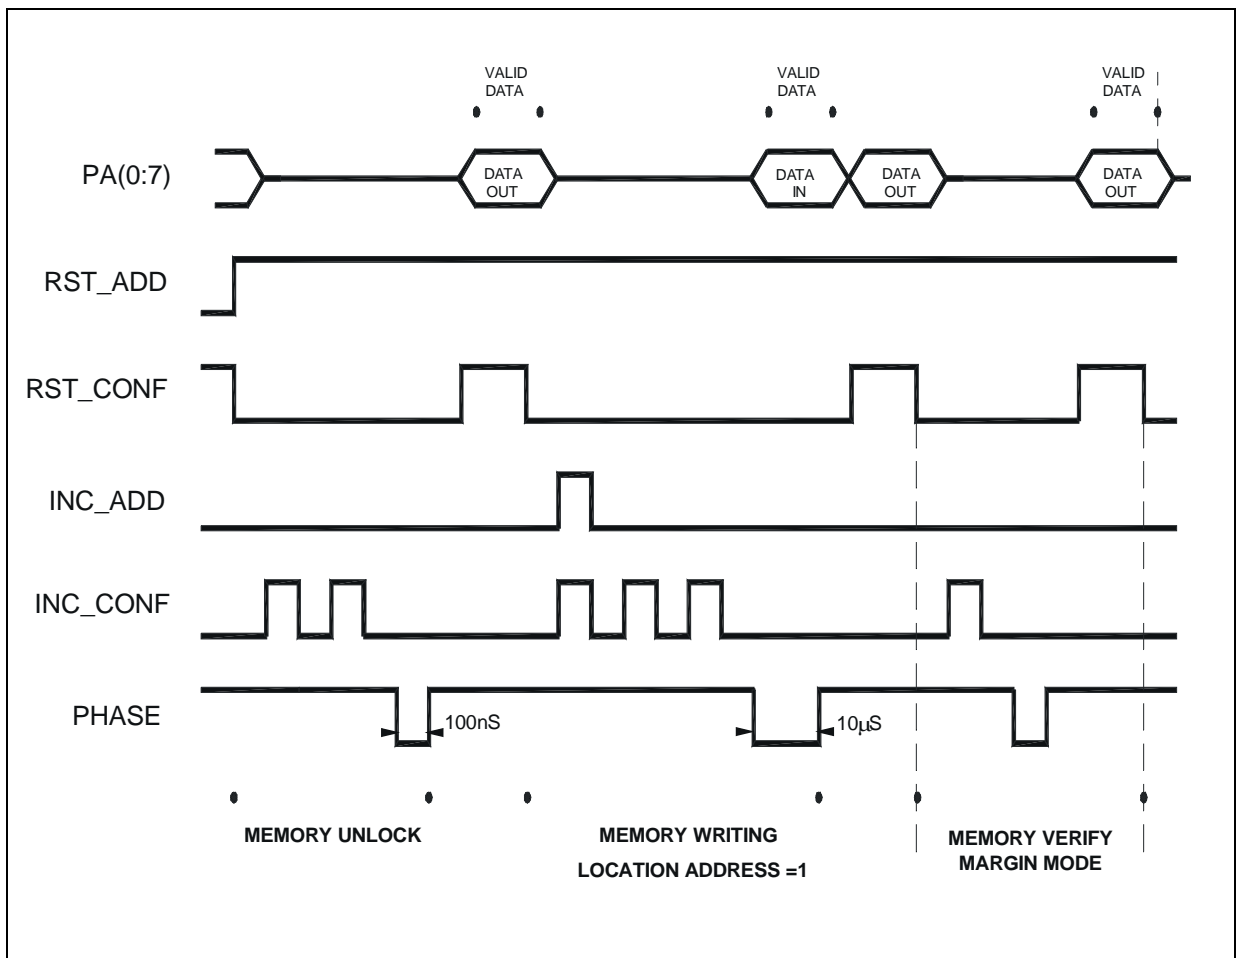 VALID
DATA
VALID
DATA
VALID
DATA
PA(0:7)
DATA
OUT
DATA
IN
DATA
OUT
DATA
OUT
RST_ADD
RST_CONF
INC_ADD
INC_CONF
PHASE
100nS
10µS
MEMORY UNLOCK
MEMORY WRITING
LOCATION ADDRESS =1
MEMORY VERIFY
MARGIN MODE